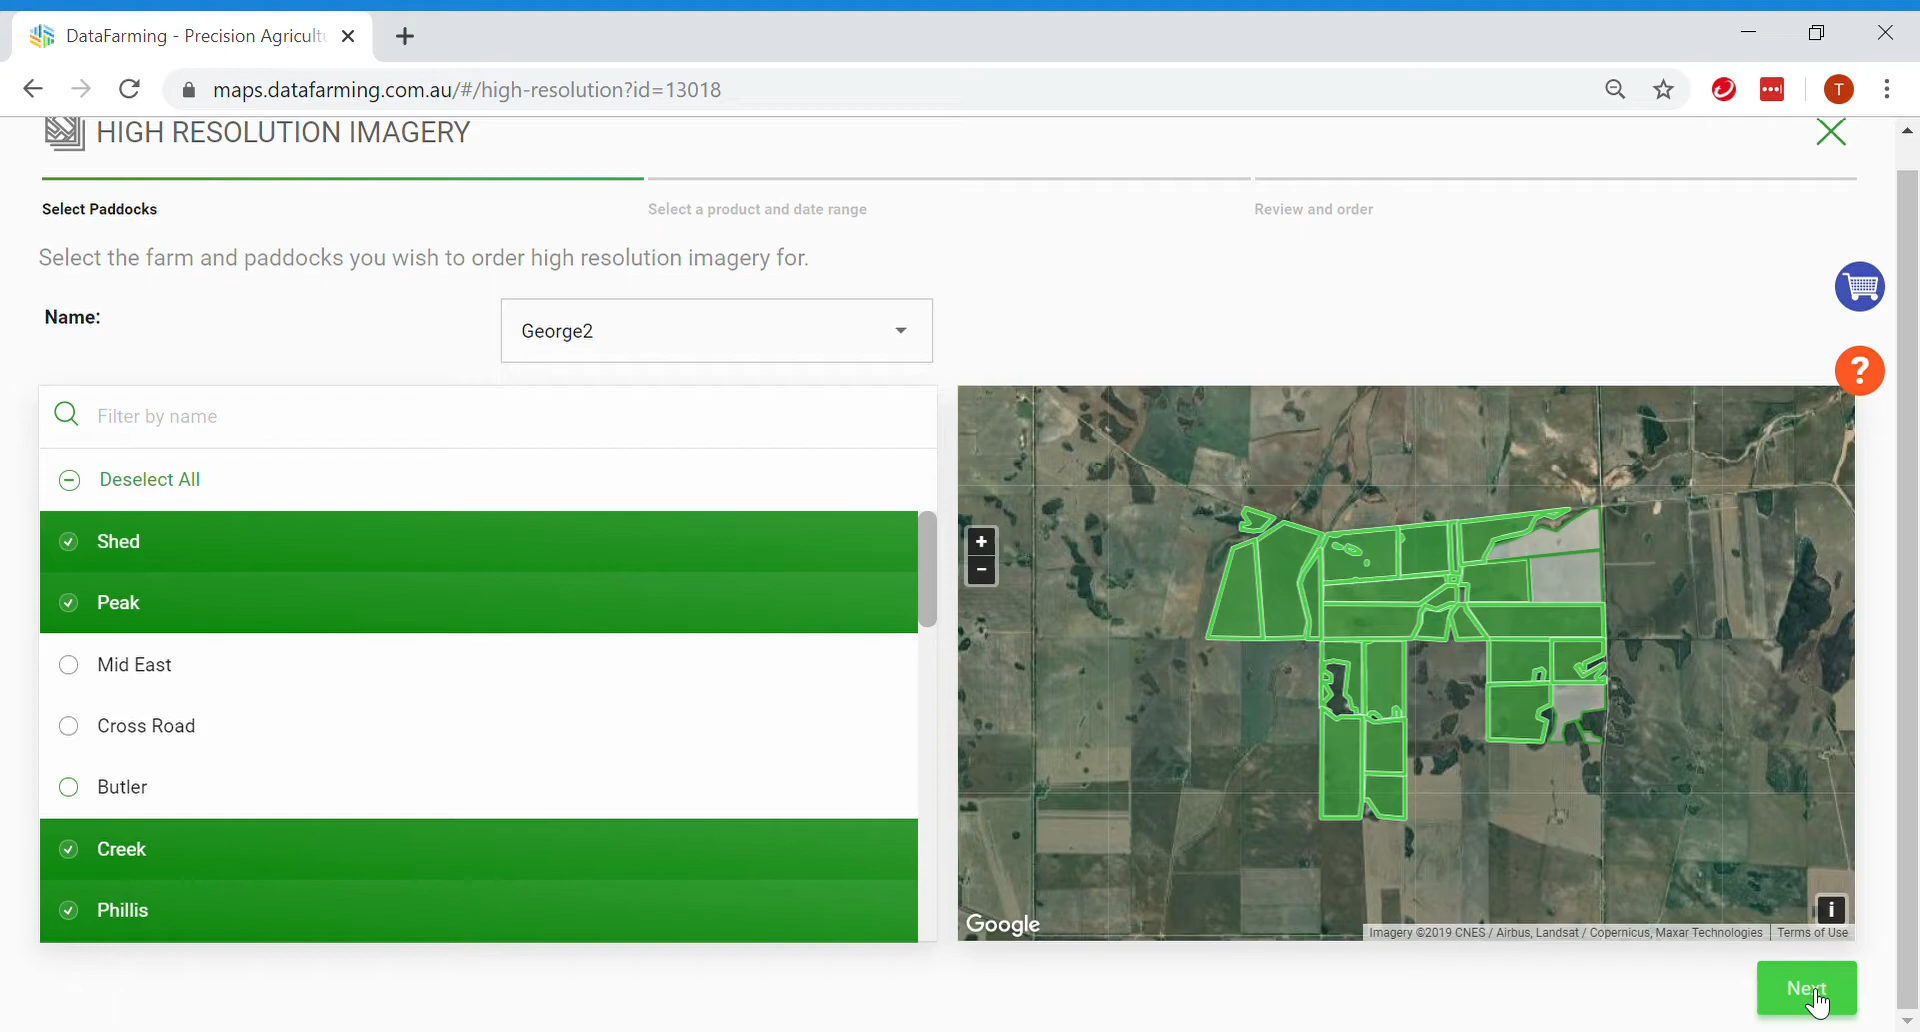 DataFarming - Precision Agricultu
maps.datafarming.com.au/#/high-resolution?id=13018
T
HIGH RESOLUTION IMAGERY
Select Paddocks
Select a product and date range
Review and order
Select the farm and paddocks you wish to order high resolution imagery for.
Name:
George2
?
Filter by name
Deselect All
Shed
Peak
Mid East
Cross Road
Butler
Creek
Phillis
+
-
Google
i
Imagery ©2019 CNES / Airbus, Landsat / Copernicus, Maxar Technologies
Terms of Use
Next